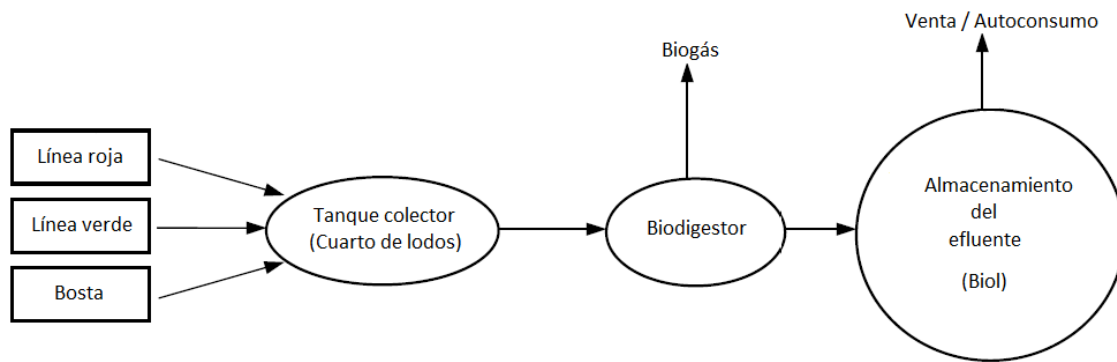 Venta / Autoconsumo
Biogás
Línea roja
Línea verde
Bosta
Tanque colector
(Cuarto de lodos)
Biodigestor
Almacenamiento
del
efluente
(Biol)